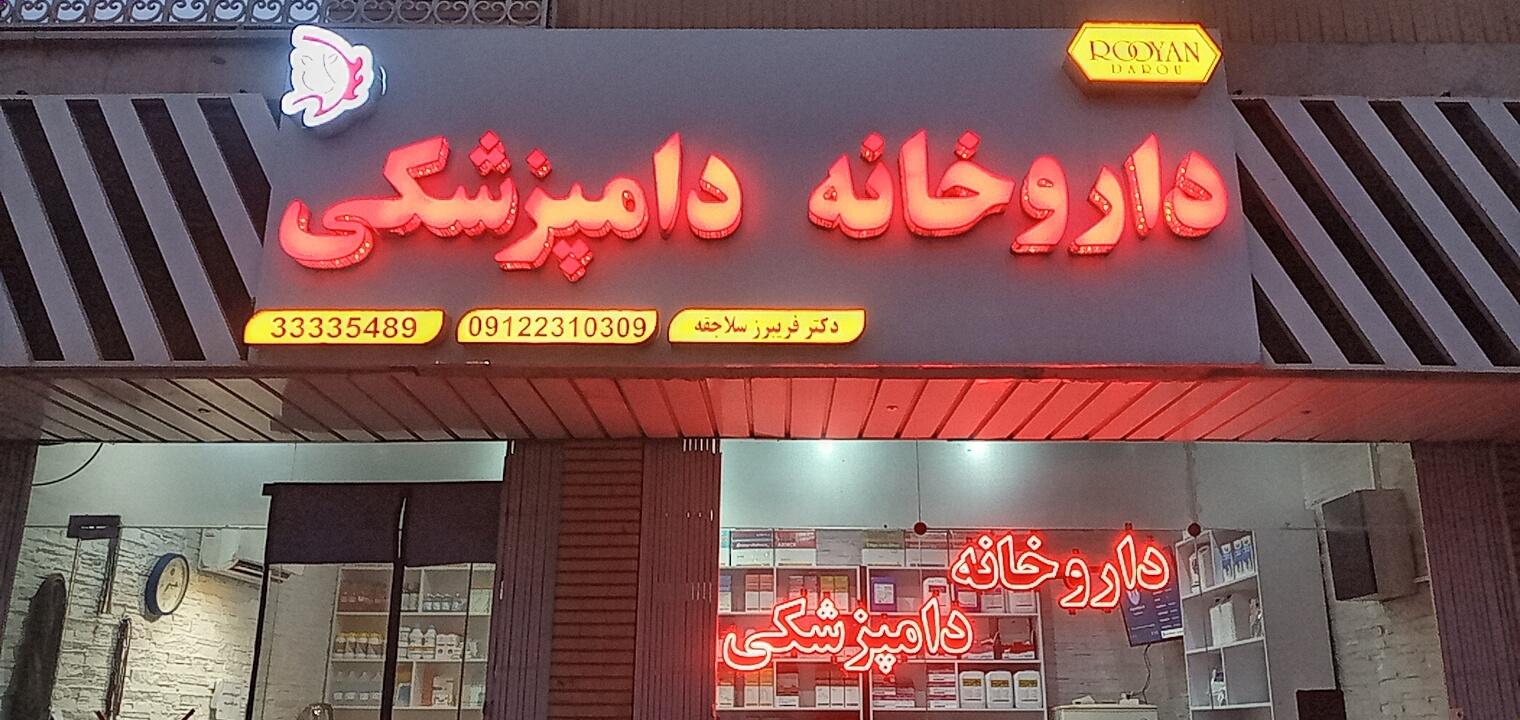 ROOYAN
DAROU
داروخانه دامپزشکی
دکتر فریبرز سلاجقه
09122310309
33335489
داروخانه
دامپزشکی